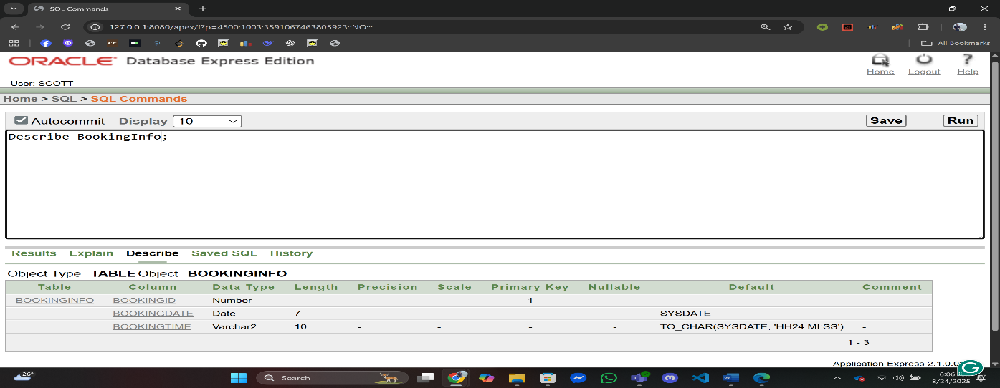 SQL Commands
127.0.0.1:8080/apex/f?p=4500:1003:3591067463805923::NO:::
All Bookmarks
ORACLE Database Express Edition
Home Logout Help
User: SCOTT
Home > SQL > SQL Commands
Autocommit Display 10 Save Run
Describe BookingInfo;
Results Explain Describe Saved SQL History
Object Type TABLE Object BOOKINGINFO
Table Column Data Type Length Precision Scale Primary Key Nullable Default Comment
BOOKINGINFO BOOKINGID Number - - - 1 - - -
BOOKINGDATE Date 7 - - - - SYSDATE -
BOOKINGTIME Varchar2 10 - - - - TO_CHAR(SYSDATE, 'HH24:MI:SS') -
1 - 3
Application Express 2.1.0.0
26°
Search
6:06
8/24/2025